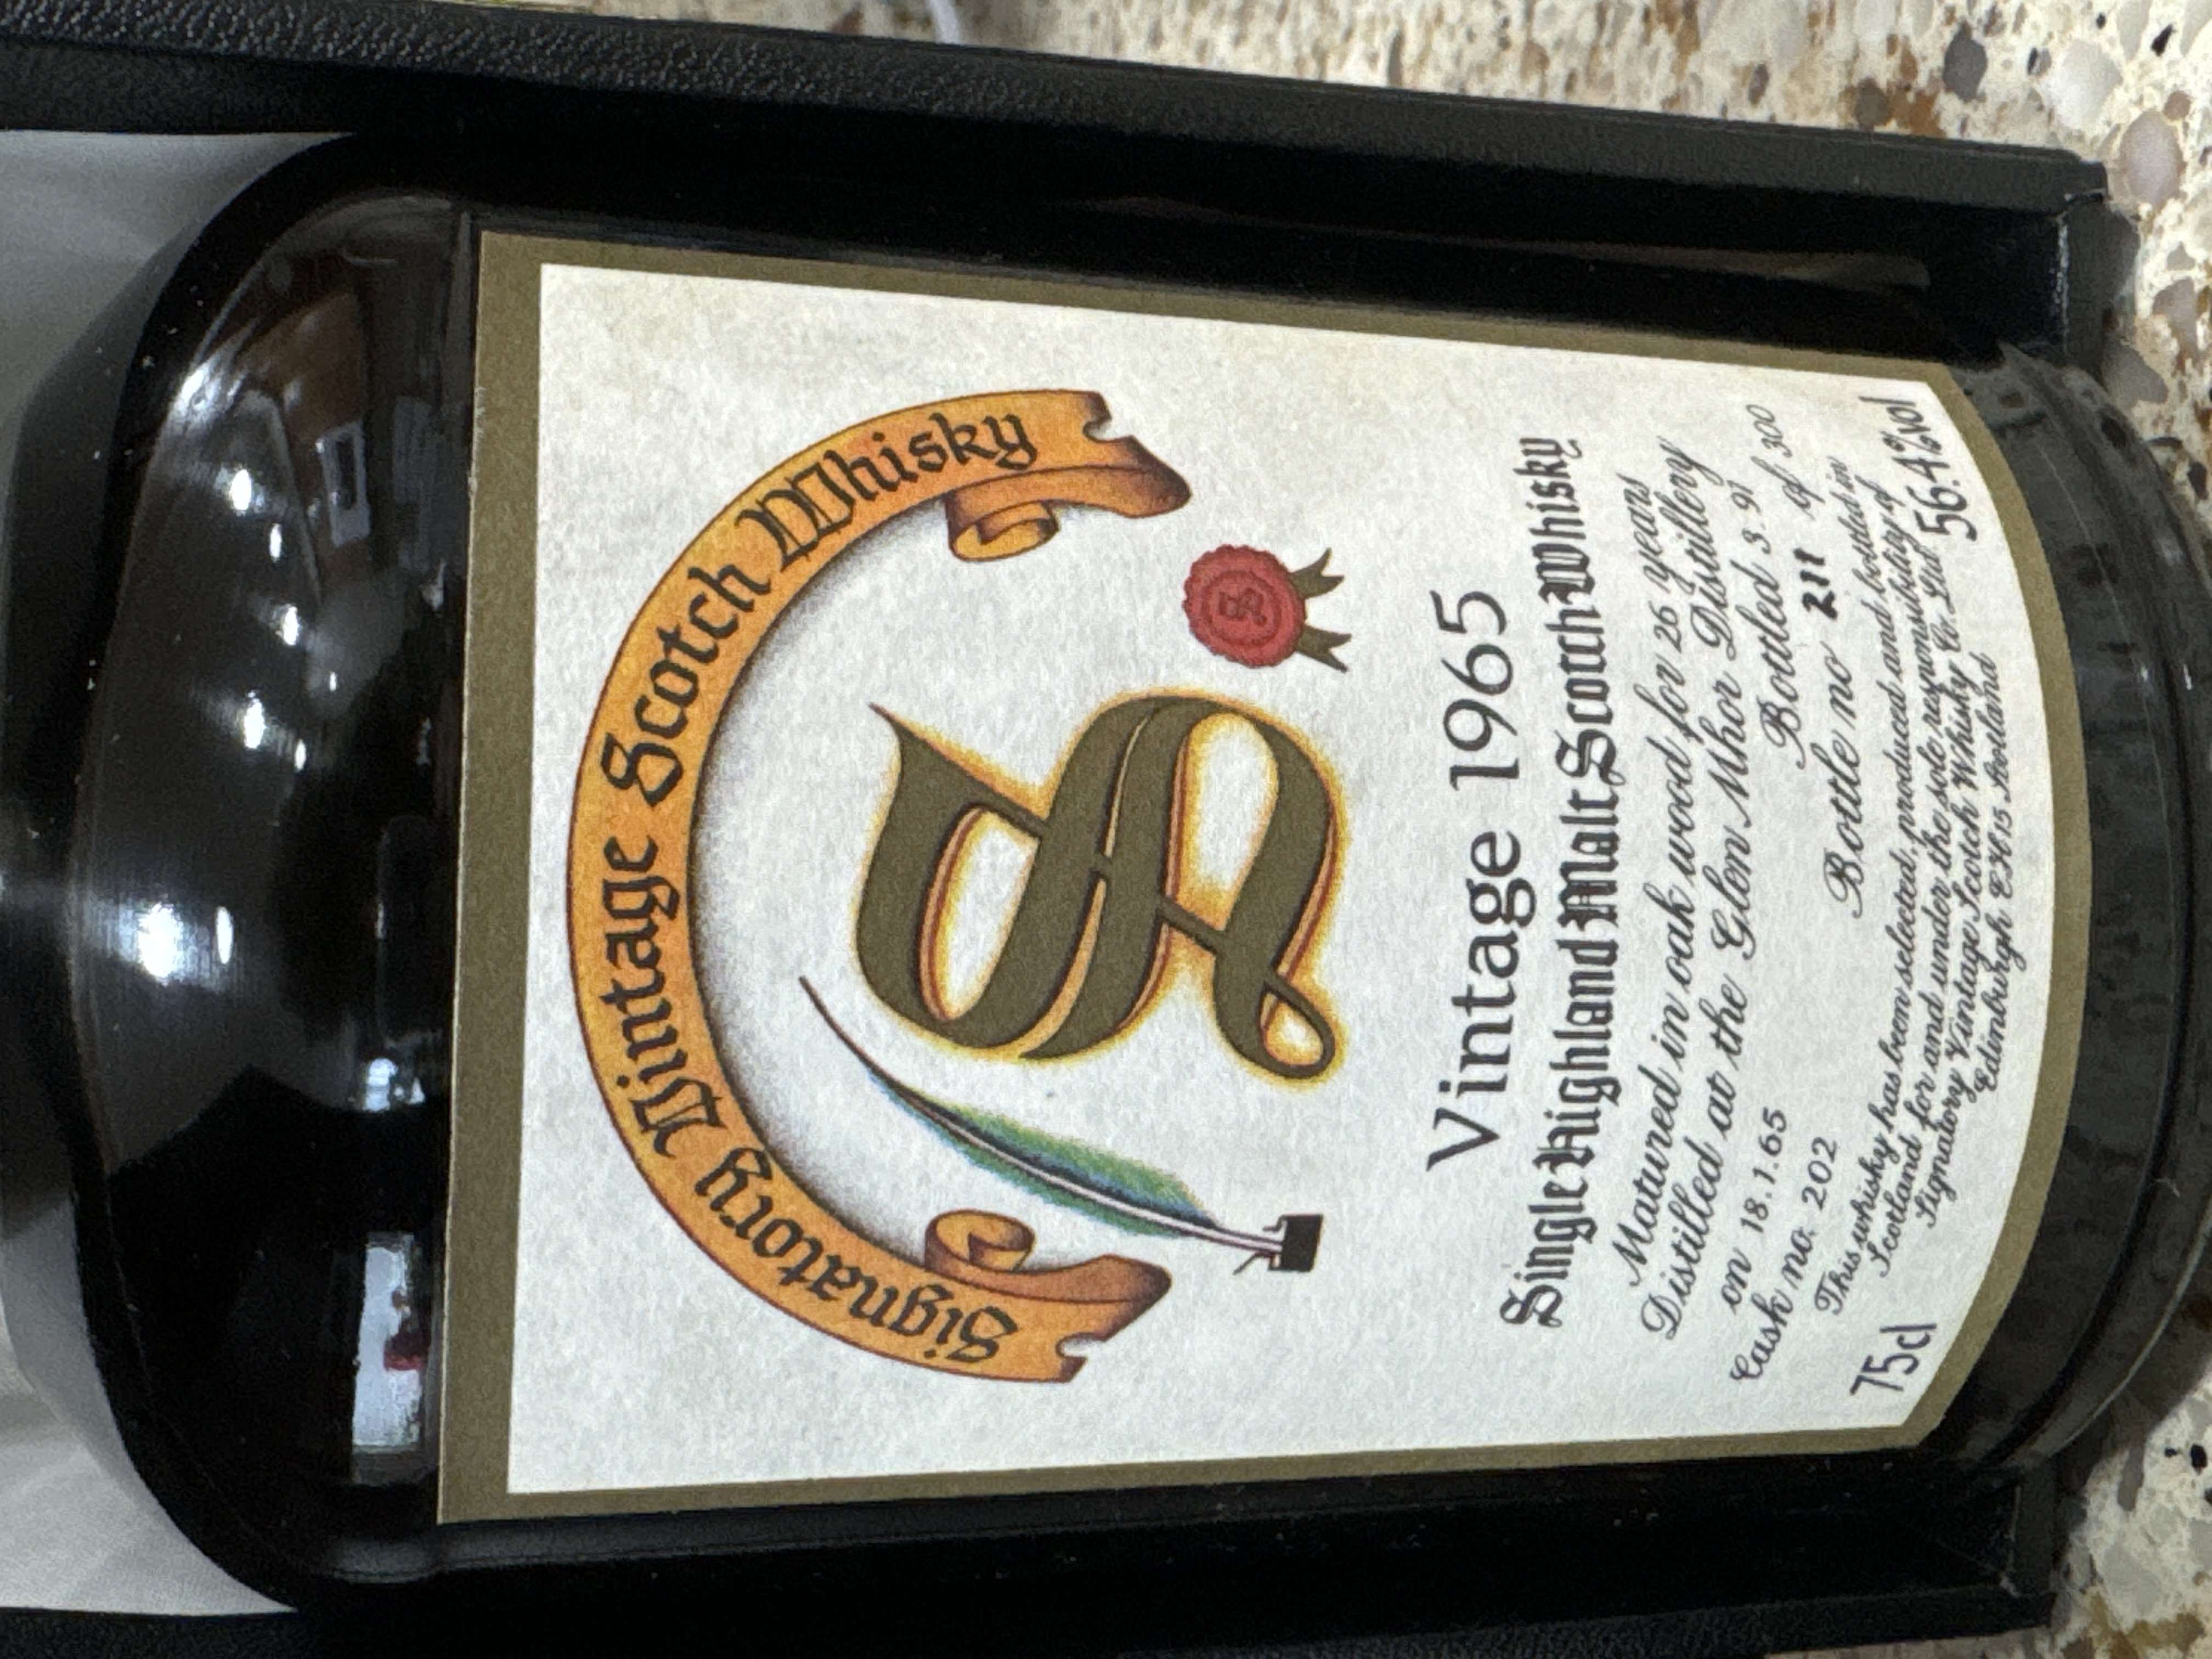 Signatory Vintage Scotch Whisky
Vintage 1965
Single Highland Malt Scotch Whisky
Matured in oak wood for 26 years
Distilled at the Glen Mhor Distillery
on 18.1.65 Bottled 3.91
Cask no. 202 Bottle no 211 of 300
This whisky has been selected, produced and bottled in
Scotland for and under the sole responsibility of
Signatory Vintage Scotch Whisky Co. Ltd
Edinburgh EH15 Scotland
75cl 56.4%vol